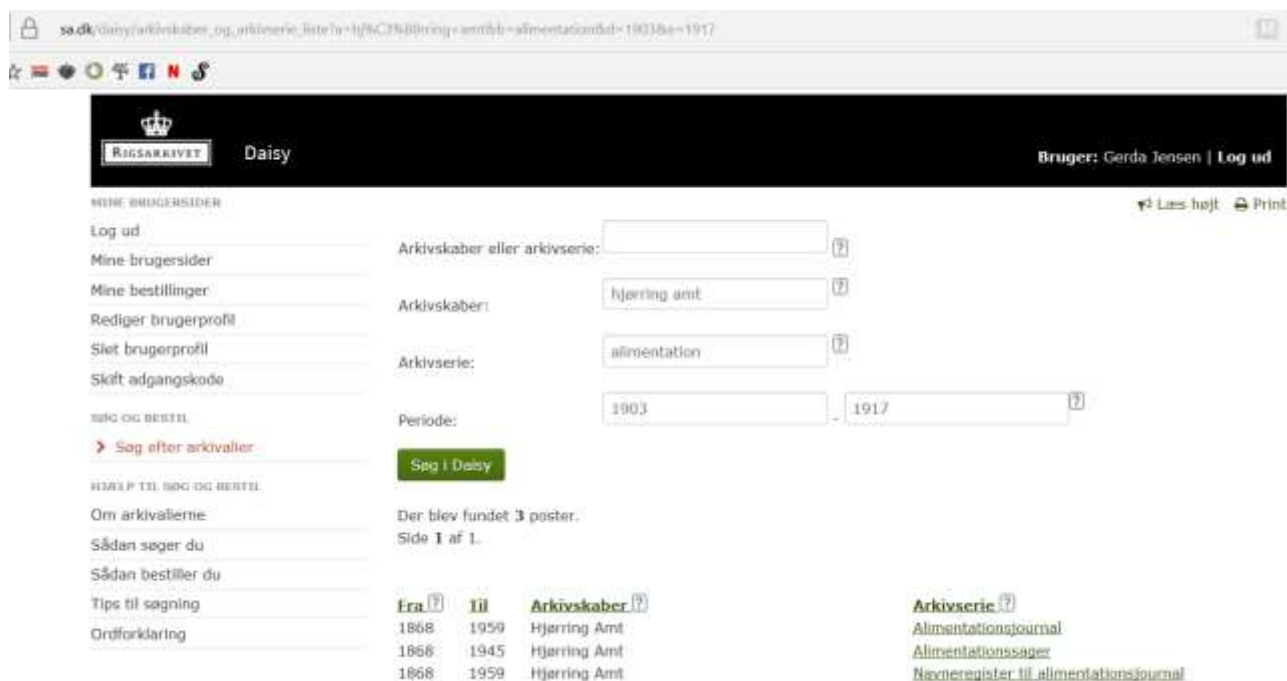 sa.dk/daisy/arkivskaber_og_arkivserie_liste?a=hj%C3%B8rring+amt&b=alimentation&d=1903&e=1917
RIGSARKIVET
Daisy
Bruger: Gerda Jensen | Log ud
MINE BRUGERSIDER
Læs højt Print
Log ud
Mine brugersider
Mine bestillinger
Rediger brugerprofil
Slet brugerprofil
Skift adgangskode
SØG OG BESTIL
Søg efter arkivalier
HJÆLP TIL SØG OG BESTIL
Om arkivalierne
Sådan søger du
Sådan bestiller du
Tips til søgning
Ordforklaring
Arkivskaber eller arkivserie: ?
Arkivskaber: hjørring amt ?
Arkivserie: alimentation ?
Periode: 1903 - 1917 ?
Søg i Daisy
Der blev fundet 3 poster.
Side 1 af 1.
Fra ? Til Arkivskaber ? Arkivserie ?
1868 1959 Hjørring Amt Alimentationsjournal
1868 1945 Hjørring Amt Alimentationssager
1868 1959 Hjørring Amt Navneregister til alimentationsjournal